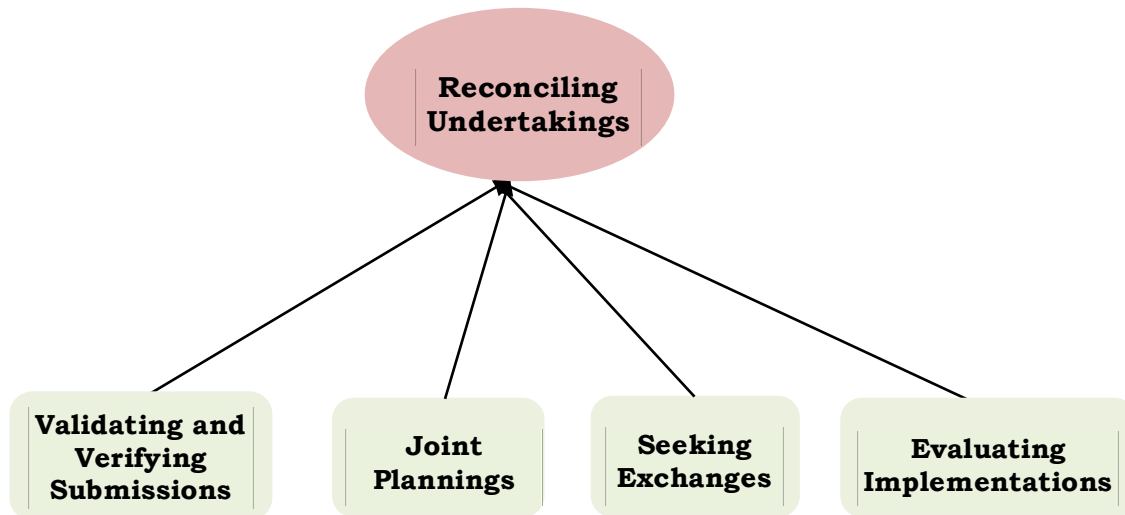 Reconciling
Undertakings
Validating and
Verifying
Submissions
Joint
Plannings
Seeking
Exchanges
Evaluating
Implementations